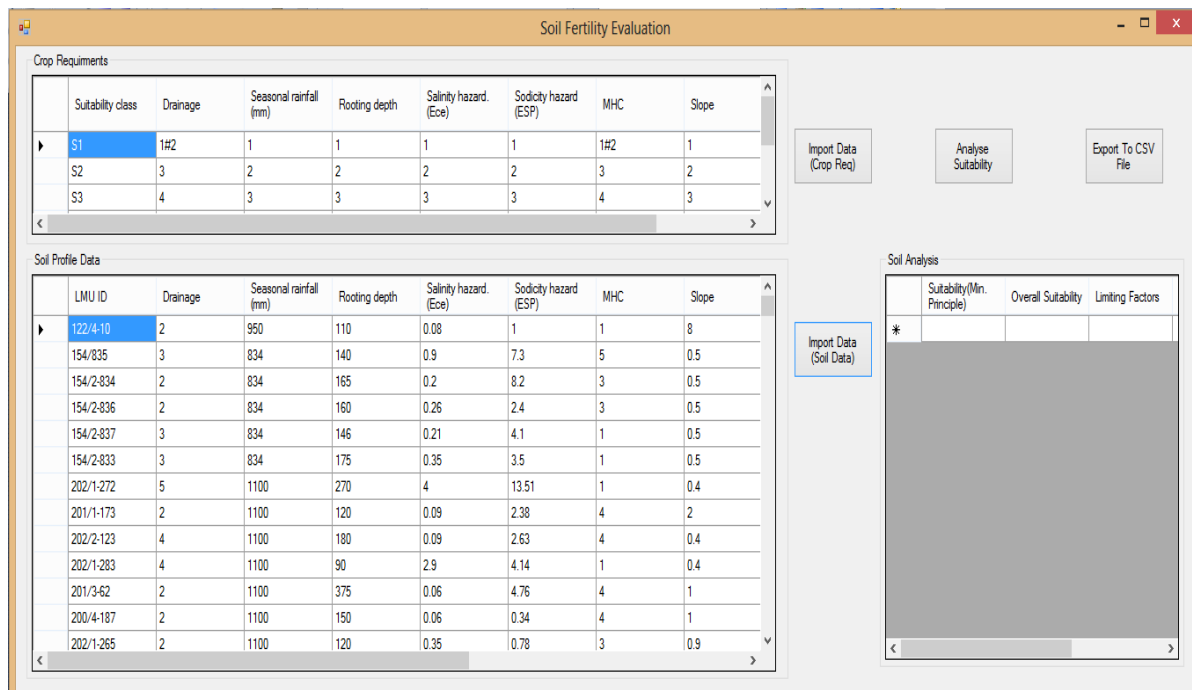 Soil Fertility Evaluation
Crop Requirments
Suitability class Drainage Seasonal rainfall (mm) Rooting depth Salinity hazard. (Ece) Sodicity hazard (ESP) MHC Slope
S1 1#2 1 1 1 1 1#2 1
S2 3 2 2 2 2 3 2
S3 4 3 3 3 3 4 3
Import Data
(Crop Req)
Analyse
Suitability
Export To CSV
File
Soil Profile Data
LMU ID Drainage Seasonal rainfall (mm) Rooting depth Salinity hazard. (Ece) Sodicity hazard (ESP) MHC Slope
122/4-10 2 950 110 0.08 1 1 8
154/835 3 834 140 0.9 7.3 5 0.5
154/2-834 2 834 165 0.2 8.2 3 0.5
154/2-836 2 834 160 0.26 2.4 3 0.5
154/2-837 3 834 146 0.21 4.1 1 0.5
154/2-833 3 834 175 0.35 3.5 1 0.5
202/1-272 5 1100 270 4 13.51 1 0.4
201/1-173 2 1100 120 0.09 2.38 4 2
202/2-123 4 1100 180 0.09 2.63 4 0.4
202/1-283 4 1100 90 2.9 4.14 1 0.4
201/3-62 2 1100 375 0.06 4.76 4 1
200/4-187 2 1100 150 0.06 0.34 4 1
202/1-265 2 1100 120 0.35 0.78 3 0.9
Import Data
(Soil Data)
Soil Analysis
Suitability(Min. Principle) Overall Suitability Limiting Factors